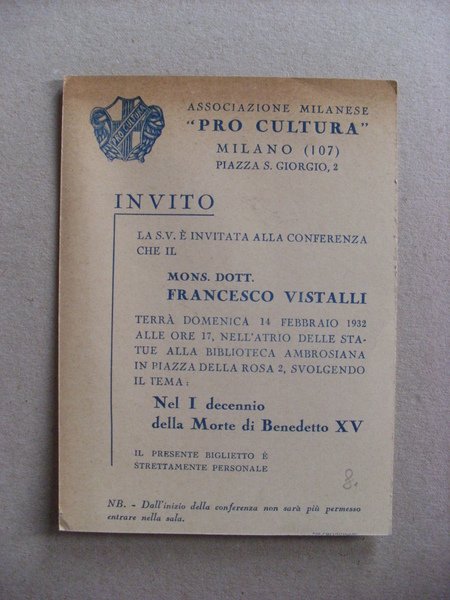 PRO CULTURA
ASSOCIAZIONE MILANESE
"PRO CULTURA"
MILANO (107)
PIAZZA S. GIORGIO, 2
INVITO
LA S.V. È INVITATA ALLA CONFERENZA
CHE IL
MONS. DOTT.
FRANCESCO VISTALLI
TERRÀ DOMENICA 14 FEBBRAIO 1932
ALLE ORE 17, NELL'ATRIO DELLE STA-
TUE ALLA BIBLIOTECA AMBROSIANA
IN PIAZZA DELLA ROSA 2, SVOLGENDO
IL TEMA:
Nel I decennio
della Morte di Benedetto XV
IL PRESENTE BIGLIETTO È
STRETTAMENTE PERSONALE
8.
NB. - Dall'inizio della conferenza non sarà più permesso
entrare nella sala.